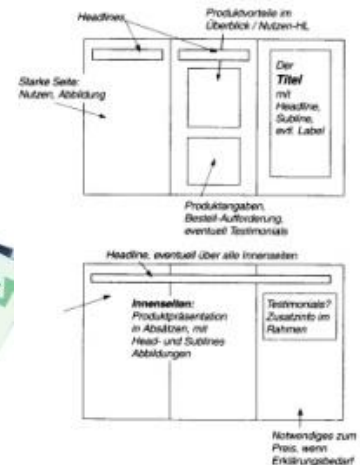 Headlines
Produktvorteile im
Überblick / Nutzen-HL
Starke Seite:
Nutzen, Abbildung
Der
Titel
mit
Headline,
Subline,
evtl. Label
Produktangaben,
Bestell-Aufforderung,
eventuell Testimonials
Headline, eventuell über alle Innenseiten
Innenseiten:
Produktpräsentation
in Absätzen, mit
Head- und Sublines
Abbildungen
Testimonials?
Zusatzinfo im
Rahmen
Notwendiges zum
Preis, wenn
Erklärungsbedarf